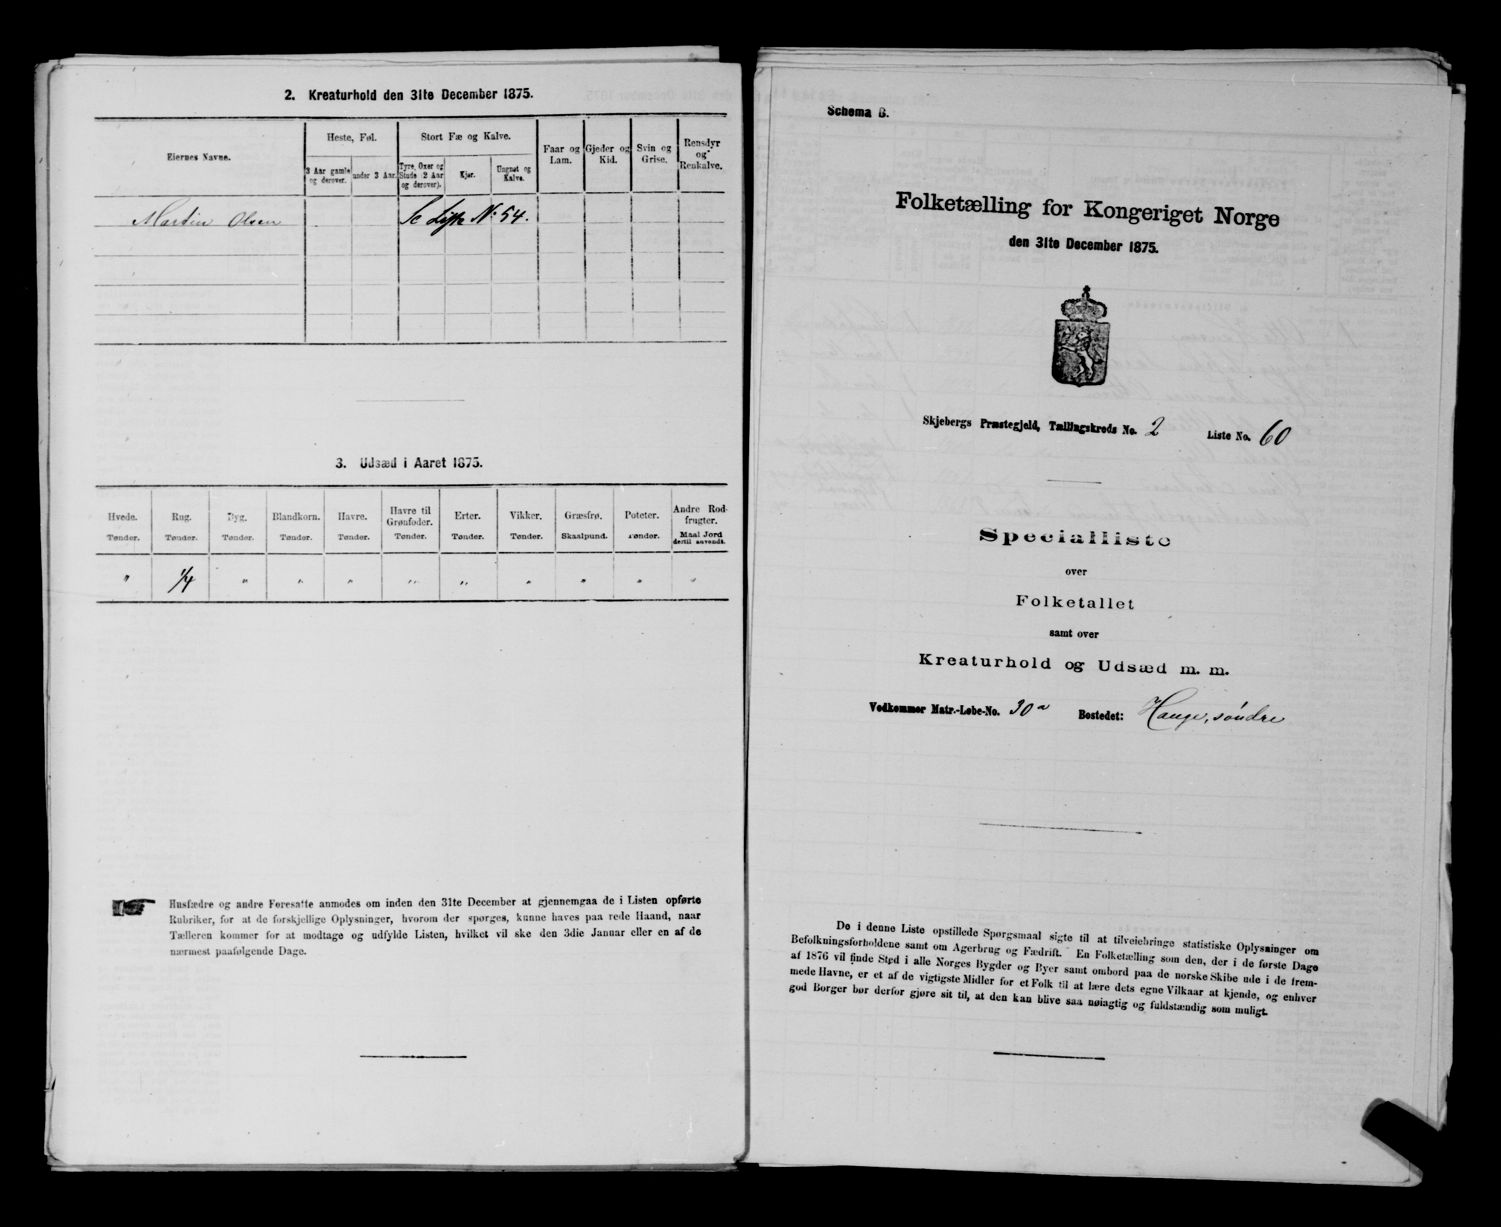 2. Kreaturhold den 31te December 1875.
Eiernes Navne.
Heste, Føl.
Stort Fæ og Kalve.
Faar og Lam.
Gjeder og Kid.
Svin og Grise.
Rensdyr og Renkalve.
3 Aar gamle og derover.
under 3 Aar.
Tyre, Oxer og Stude 2 Aar og derover).
Kjør.
Ungnøt og Kalve.
Martin Olsen Se Liste No 54.
3. Udsæd i Aaret 1875.
Hvede. Rug. Byg. Blandkorn. Havre. Havre til Grønfoder. Erter. Vikker. Græsfrø. Poteter. Andre Rodfrugter.
Tønder. Tønder. Tønder. Tønder. Tønder. Tønder. Tønder. Tønder. Skaalpund. Tønder. Maal Jord dertil anvendt.
" 1/4 " " " " " " " " "
Husfædre og andre Foresatte anmodes om inden den 31te December at gjennemgaa de i Listen opførte
Rubriker, for at de forskjellige Oplysninger, hvorom der spørges, kunne haves paa rede Haand, naar
Tælleren kommer for at modtage og udfylde Listen, hvilket vil ske den 3die Januar eller en af de
nærmest paafølgende Dage.
Schema B.
Folketælling for Kongeriget Norge
den 31te December 1875.
Skjebergs Præstegjeld, Tællingskreds No. 2 Liste No. 60
Specialliste
over
Folketallet
samt over
Kreaturhold og Udsæd m. m.
Vedkommer Matr.-Løbe-No. 30a Bostedet: Hauge, söndre
De i denne Liste opstillede Spørgsmaal sigte til at tilveiebringe statistiske Oplysninger om
Befolkningsforholdene samt om Agerbrug og Fædrift. En Folketælling som den, der i de første Dage
af 1876 vil finde Sted i alle Norges Bygder og Byer samt ombord paa de norske Skibe ude i de frem-
mede Havne, er et af de vigtigste Midler for et Folk til at lære dets egne Vilkaar at kjende, og enhver
god Borger bør derfor gjøre sit til, at den kan blive saa nøiagtig og fuldstændig som muligt.